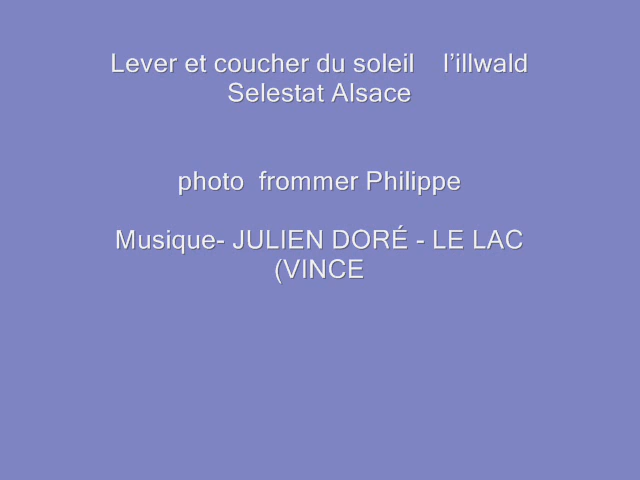 Lever et coucher du soleil    l’illwald
Selestat Alsace
photo  frommer Philippe
Musique- JULIEN DORÉ - LE LAC
(VINCE